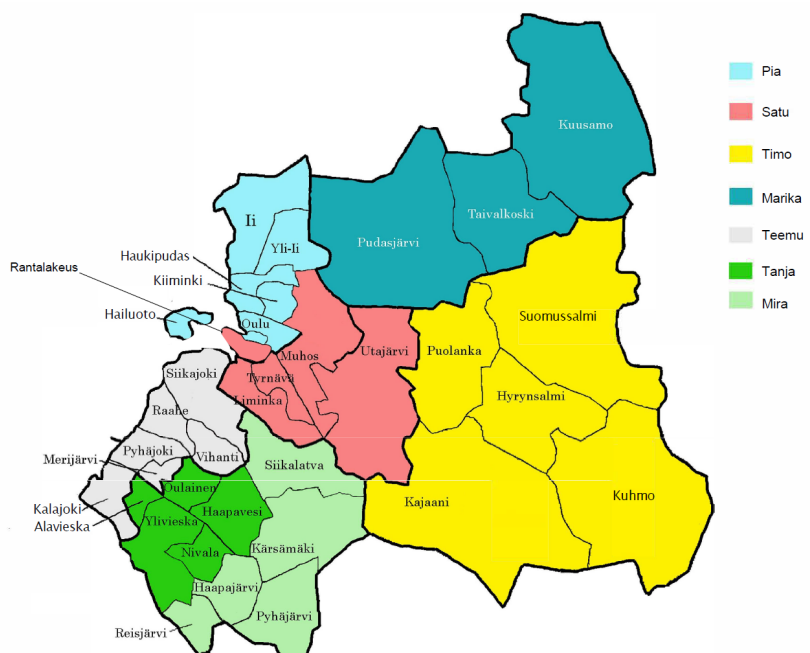 Pia
Satu
Timo
Marika
Teemu
Tanja
Mira
Kuusamo
Taivalkoski
Pudasjärvi
Ii
Yli-Ii
Haukipudas
Rantalakeus
Kiiminki
Hailuoto
Oulu
Suomussalmi
Muhos
Utajärvi
Puolanka
Siikajoki
Tyrnävä
Liminka
Hyrynsalmi
Raahe
Pyhäjoki
Vihanti
Merijärvi
Siikalatva
Oulainen
Kajaani
Kuhmo
Kalajoki
Haapavesi
Alavieska
Ylivieska
Nivala
Kärsämäki
Haapajärvi
Pyhäjärvi
Reisjärvi